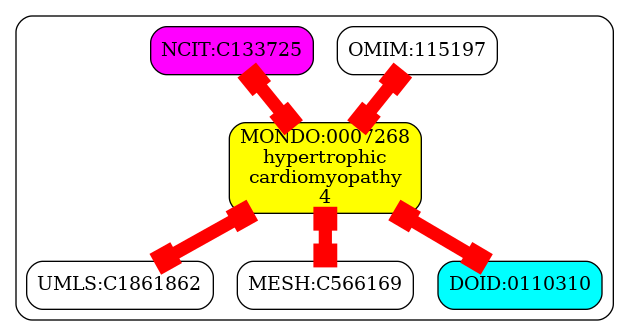 NCIT:C133725
OMIM:115197
MONDO:0007268
hypertrophic
cardiomyopathy
4
UMLS:C1861862
MESH:C566169
DOID:0110310